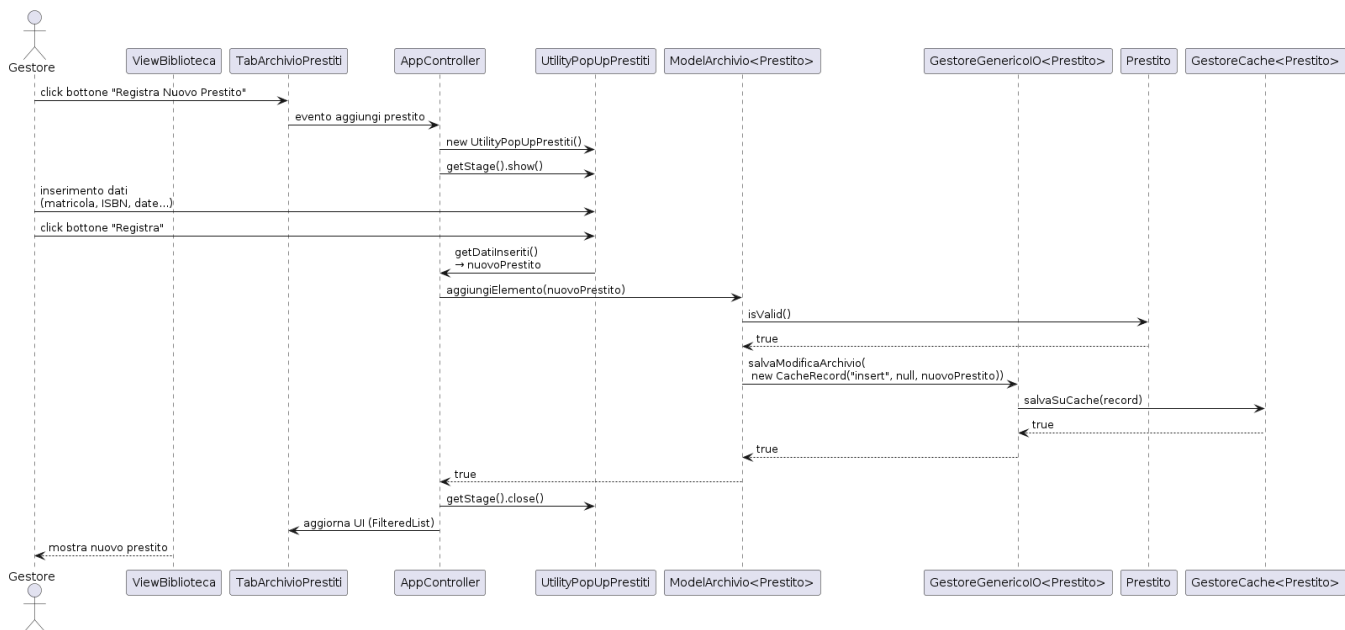 Gestore
ViewBiblioteca
TabArchivioPrestiti
AppController
UtilityPopUpPrestiti
ModelArchivio<Prestito>
GestoreGenericoIO<Prestito>
Prestito
GestoreCache<Prestito>
click bottone "Registra Nuovo Prestito"
evento aggiungi prestito
new UtilityPopUpPrestiti()
getStage().show()
inserimento dati
(matricola, ISBN, date...)
click bottone "Registra"
getDatiInseriti()
→ nuovoPrestito
aggiungiElemento(nuovoPrestito)
isValid()
true
salvaModificaArchivio(
new CacheRecord("insert", null, nuovoPrestito))
salvaSuCache(record)
true
true
true
getStage().close()
aggiorna UI (FilteredList)
mostra nuovo prestito
Gestore
ViewBiblioteca
TabArchivioPrestiti
AppController
UtilityPopUpPrestiti
ModelArchivio<Prestito>
GestoreGenericoIO<Prestito>
Prestito
GestoreCache<Prestito>